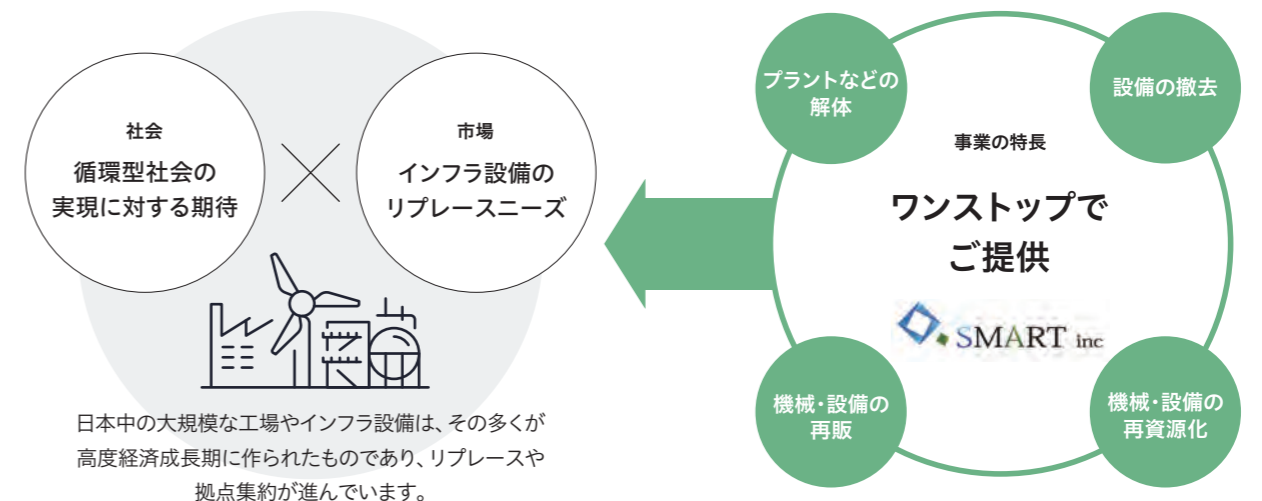 社会
循環型社会の
実現に対する期待
市場
インフラ設備の
リプレースニーズ
日本中の大規模な工場やインフラ設備は、その多くが
高度経済成長期に作られたものであり、リプレースや
拠点集約が進んでいます。
プラントなどの
解体
設備の撤去
事業の特長
ワンストップで
ご提供
SMART inc
機械・設備の
再販
機械・設備の
再資源化